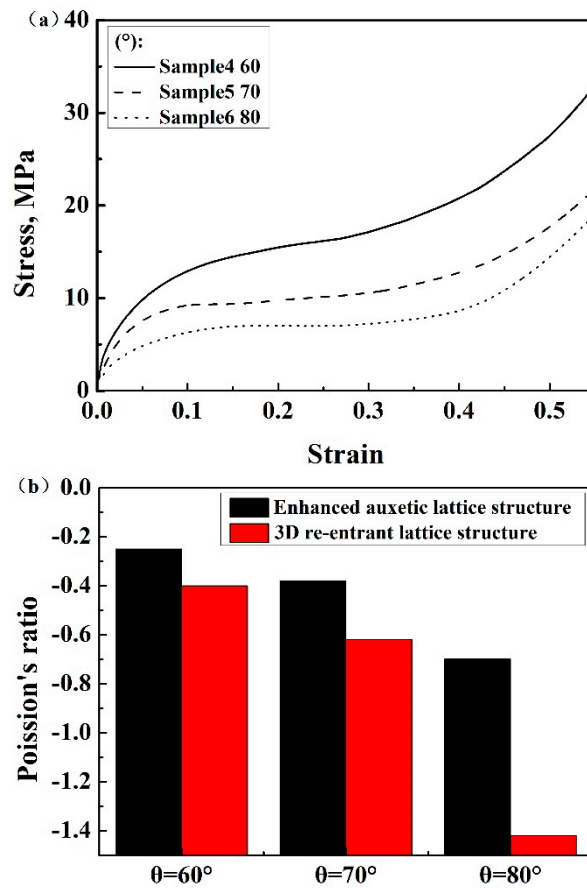 （a）
40
(°):
Sample4 60
Sample5 70
Sample6 80
30
20
10
0
Stress, MPa
0.0 0.1 0.2 0.3 0.4 0.5
Strain
（b）
0.0
Enhanced auxetic lattice structure
3D re-entrant lattice structure
-0.2
-0.4
-0.6
-0.8
-1.0
-1.2
-1.4
Poission's ratio
θ=60° θ=70° θ=80°